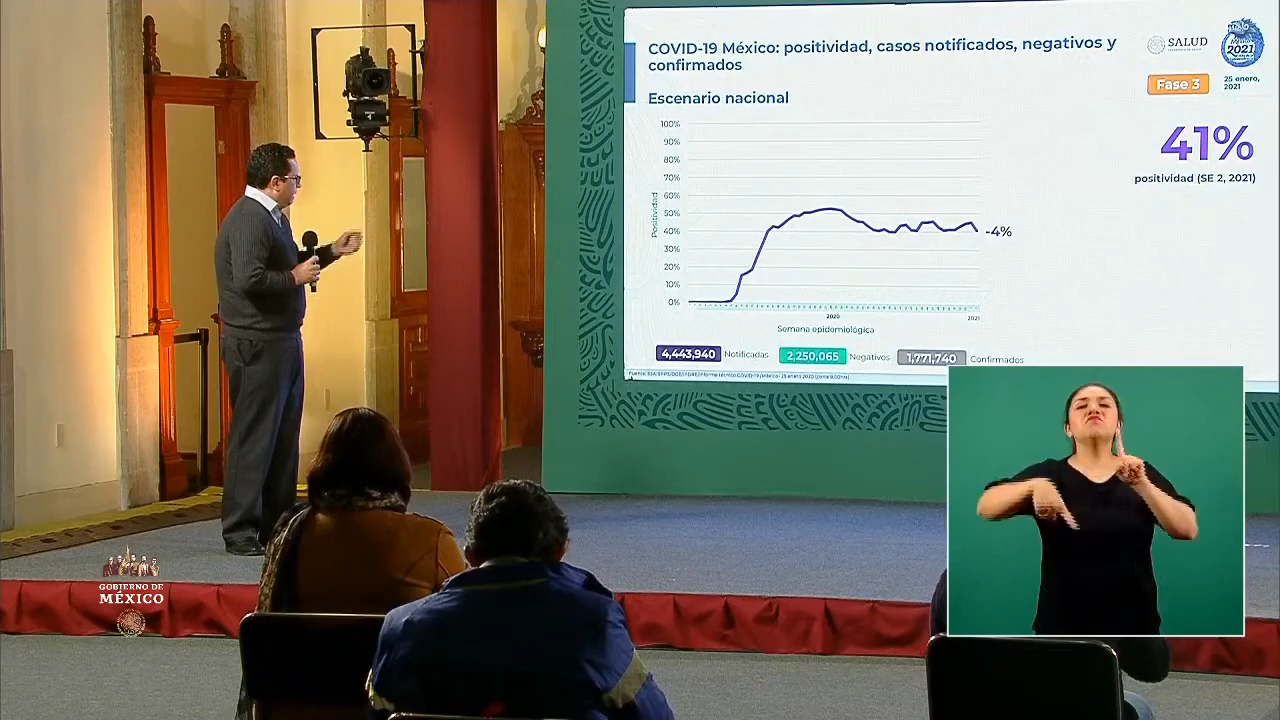 COVID-19 México: positividad, casos notificados, negativos y
confirmados
SALUD
2021
Fase 3
25 enero,
2021
Escenario nacional
41%
positividad (SE 2, 2021)
100%
90%
80%
70%
60%
50%
40%
30%
20%
10%
0%
Positividad
-4%
2020
2021
Semana epidemiológica
4,443,940 Notificadas
2,250,065 Negativos
1,771,740 Confirmados
GOBIERNO DE
MÉXICO